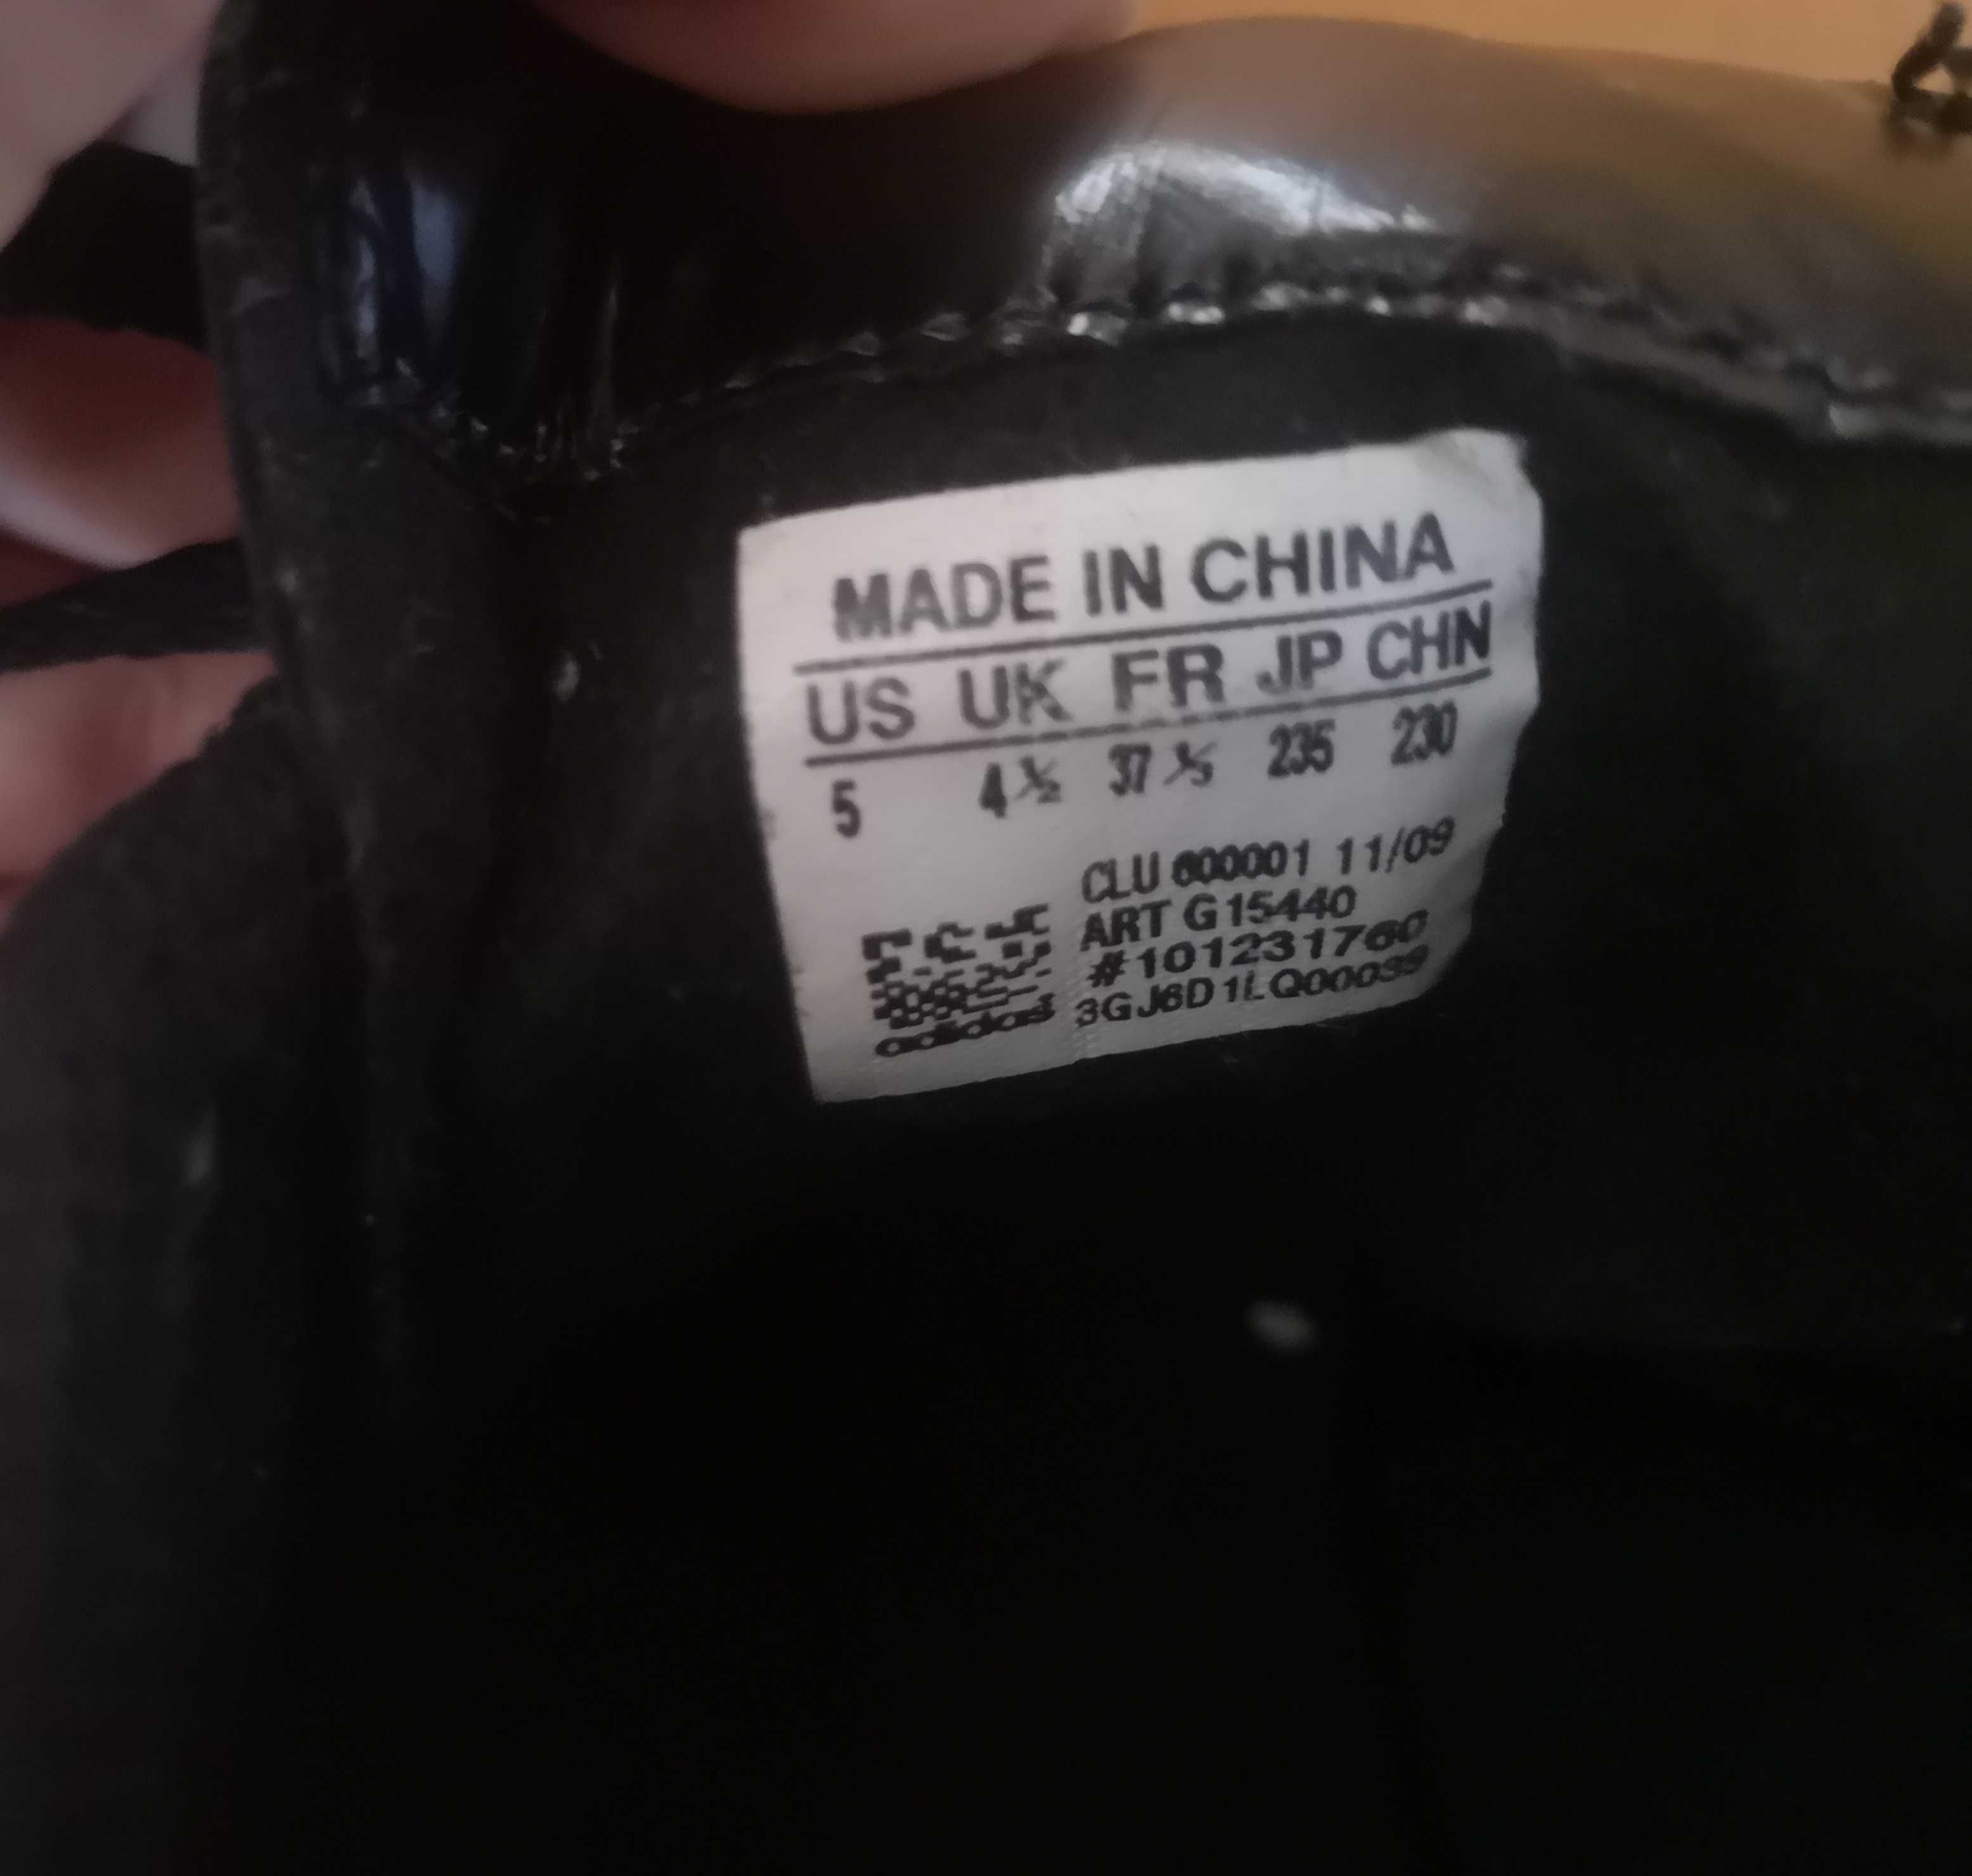 MADE IN CHINA
US UK FR JP CHN
5 4½ 37⅓ 235 230
CLU 600001 11/09
ART G15440
#101231760
3GJ6D1LQ00099
adidas